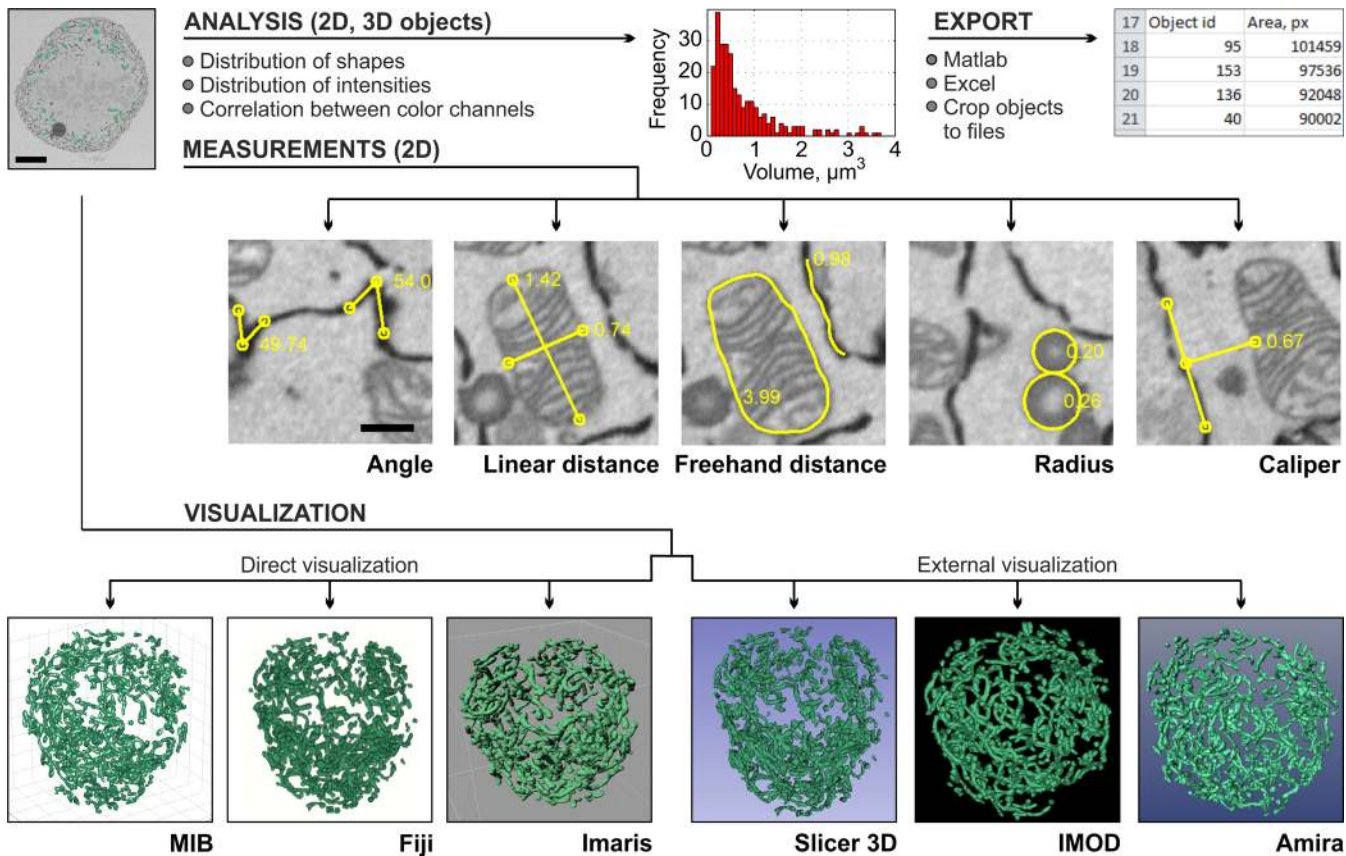 ANALYSIS (2D, 3D objects)
Distribution of shapes
Distribution of intensities
Correlation between color channels
Frequency
30
20
10
0
0 1 2 3 4
Volume, µm³
EXPORT
Matlab
Excel
Crop objects
to files
17 Object id Area, px
18 95 101459
19 153 97536
20 136 92048
21 40 90002
MEASUREMENTS (2D)
54.0
49.74
Angle
1.42
0.74
Linear distance
0.98
3.99
Freehand distance
0.20
0.26
Radius
0.67
Caliper
VISUALIZATION
Direct visualization
External visualization
MIB
Fiji
Imaris
Slicer 3D
IMOD
Amira